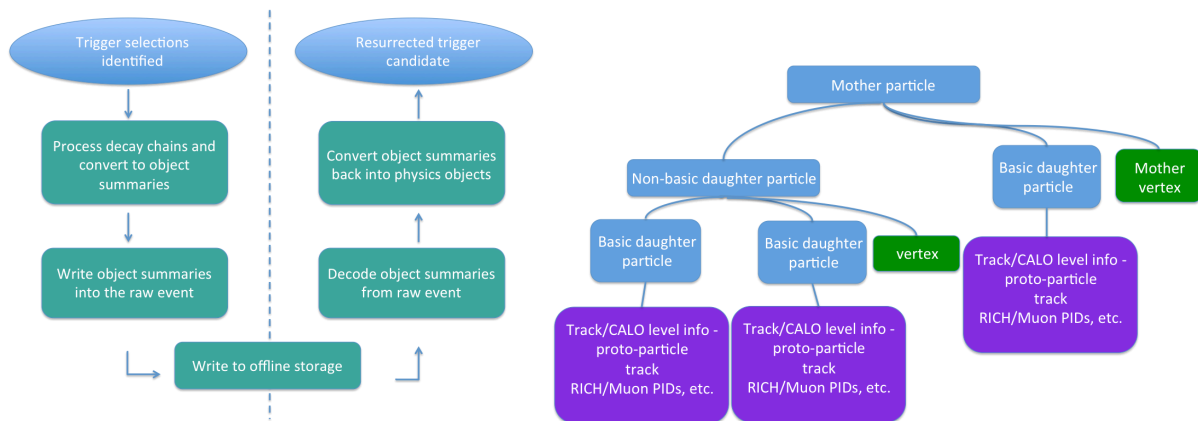 Trigger selections
identified
Process decay chains and
convert to object
summaries
Write object summaries
into the raw event
Write to offline storage
Resurrected trigger
candidate
Convert object summaries
back into physics objects
Decode object summaries
from raw event
Mother particle
Non-basic daughter particle
Basic daughter
particle
Mother
vertex
Basic daughter
particle
Basic daughter
particle
vertex
Track/CALO level info -
proto-particle
track
RICH/Muon PIDs, etc.
Track/CALO level info -
proto-particle
track
RICH/Muon PIDs, etc.
Track/CALO level info -
proto-particle
track
RICH/Muon PIDs, etc.